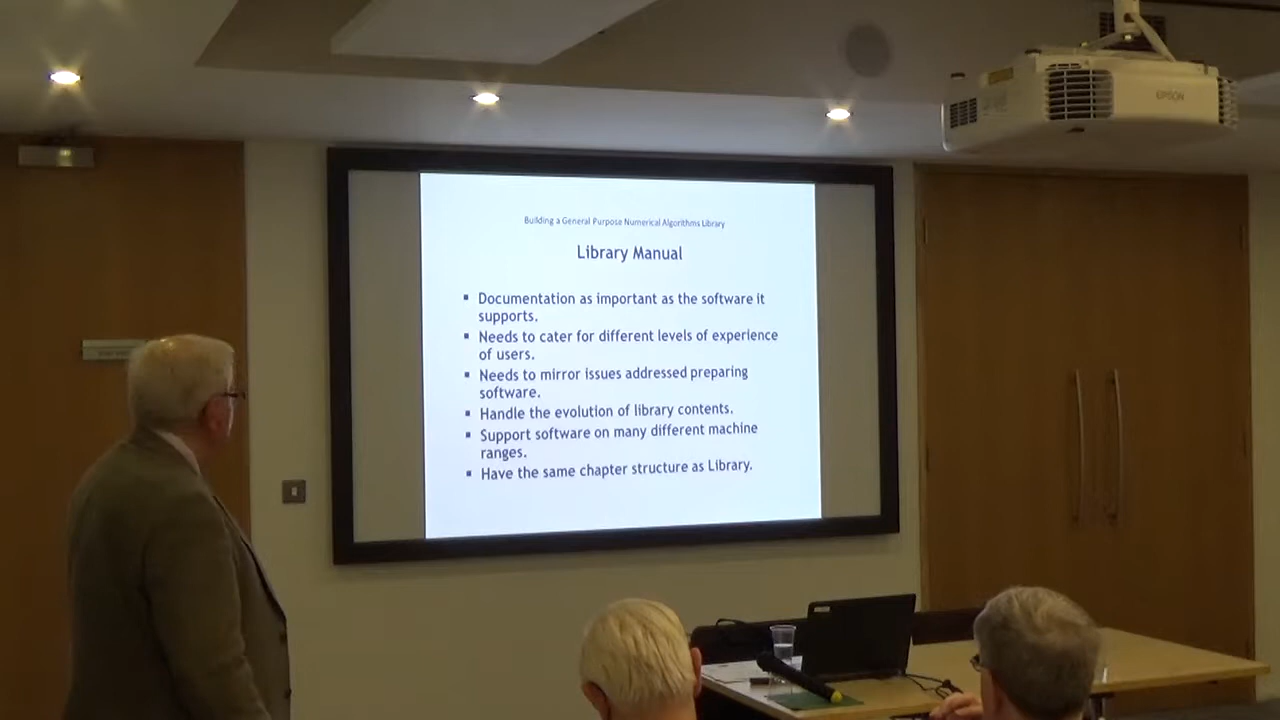 EPSON
Building a General Purpose Numerical Algorithms Library
Library Manual
▪ Documentation as important as the software it
supports.
▪ Needs to cater for different levels of experience
of users.
▪ Needs to mirror issues addressed preparing
software.
▪ Handle the evolution of library contents.
▪ Support software on many different machine
ranges.
▪ Have the same chapter structure as Library.